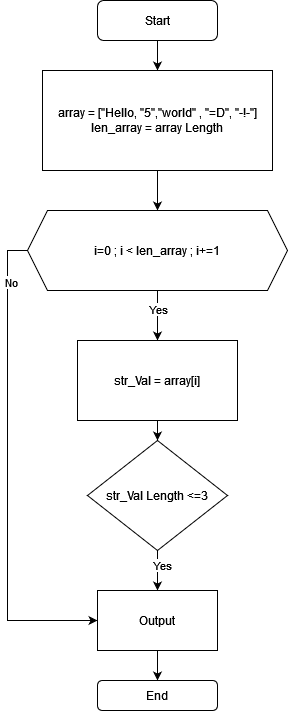 Start
array = ["Hello, "5","world" , "=D", "-!-"]
len_array = array Length
i=0 ; i < len_array ; i+=1
No
Yes
str_Val = array[i]
str_Val Length <=3
Yes
Output
End